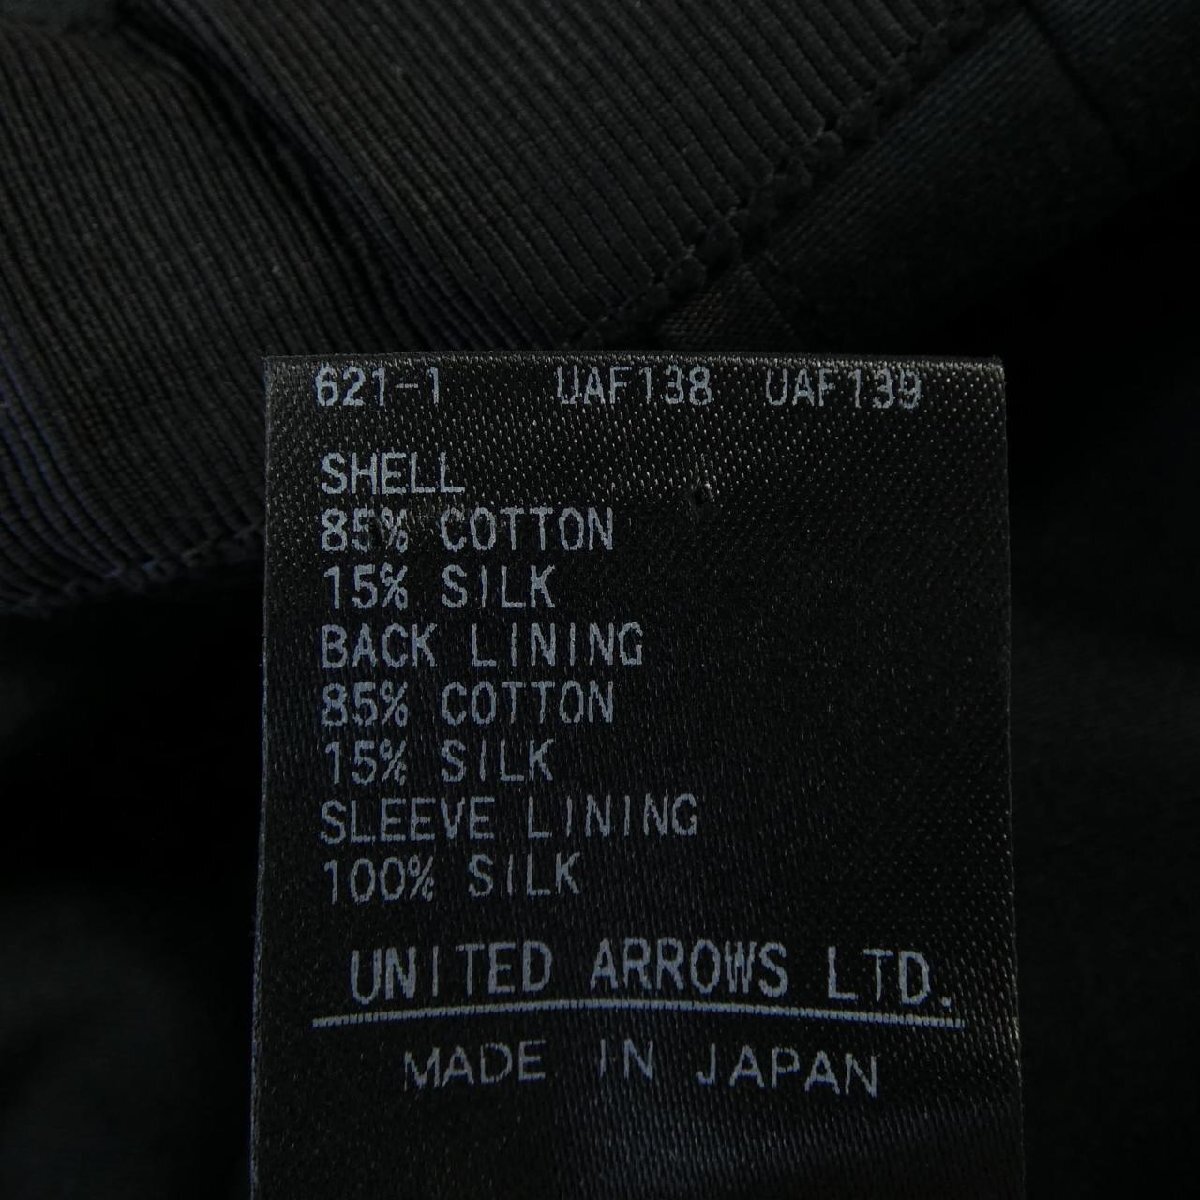 621-1 UAF138 UAF139
SHELL
85% COTTON
15% SILK
BACK LINING
85% COTTON
15% SILK
SLEEVE LINING
100% SILK
UNITED ARROWS LTD.
MADE IN JAPAN